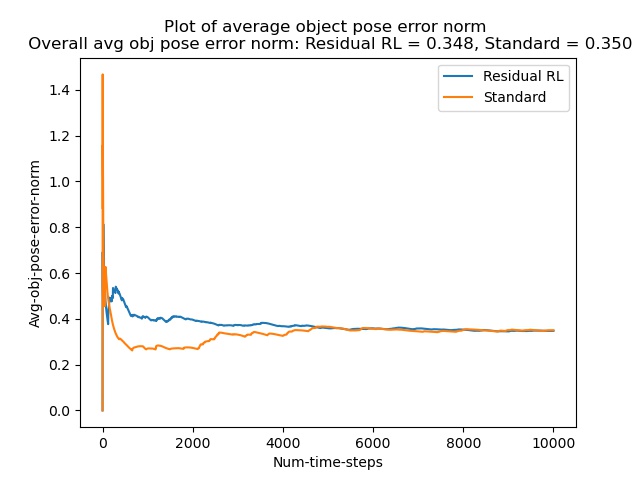 Plot of average object pose error norm
Overall avg obj pose error norm: Residual RL = 0.348, Standard = 0.350
Residual RL
Standard
Avg-obj-pose-error-norm
1.4
1.2
1.0
0.8
0.6
0.4
0.2
0.0
0 2000 4000 6000 8000 10000
Num-time-steps